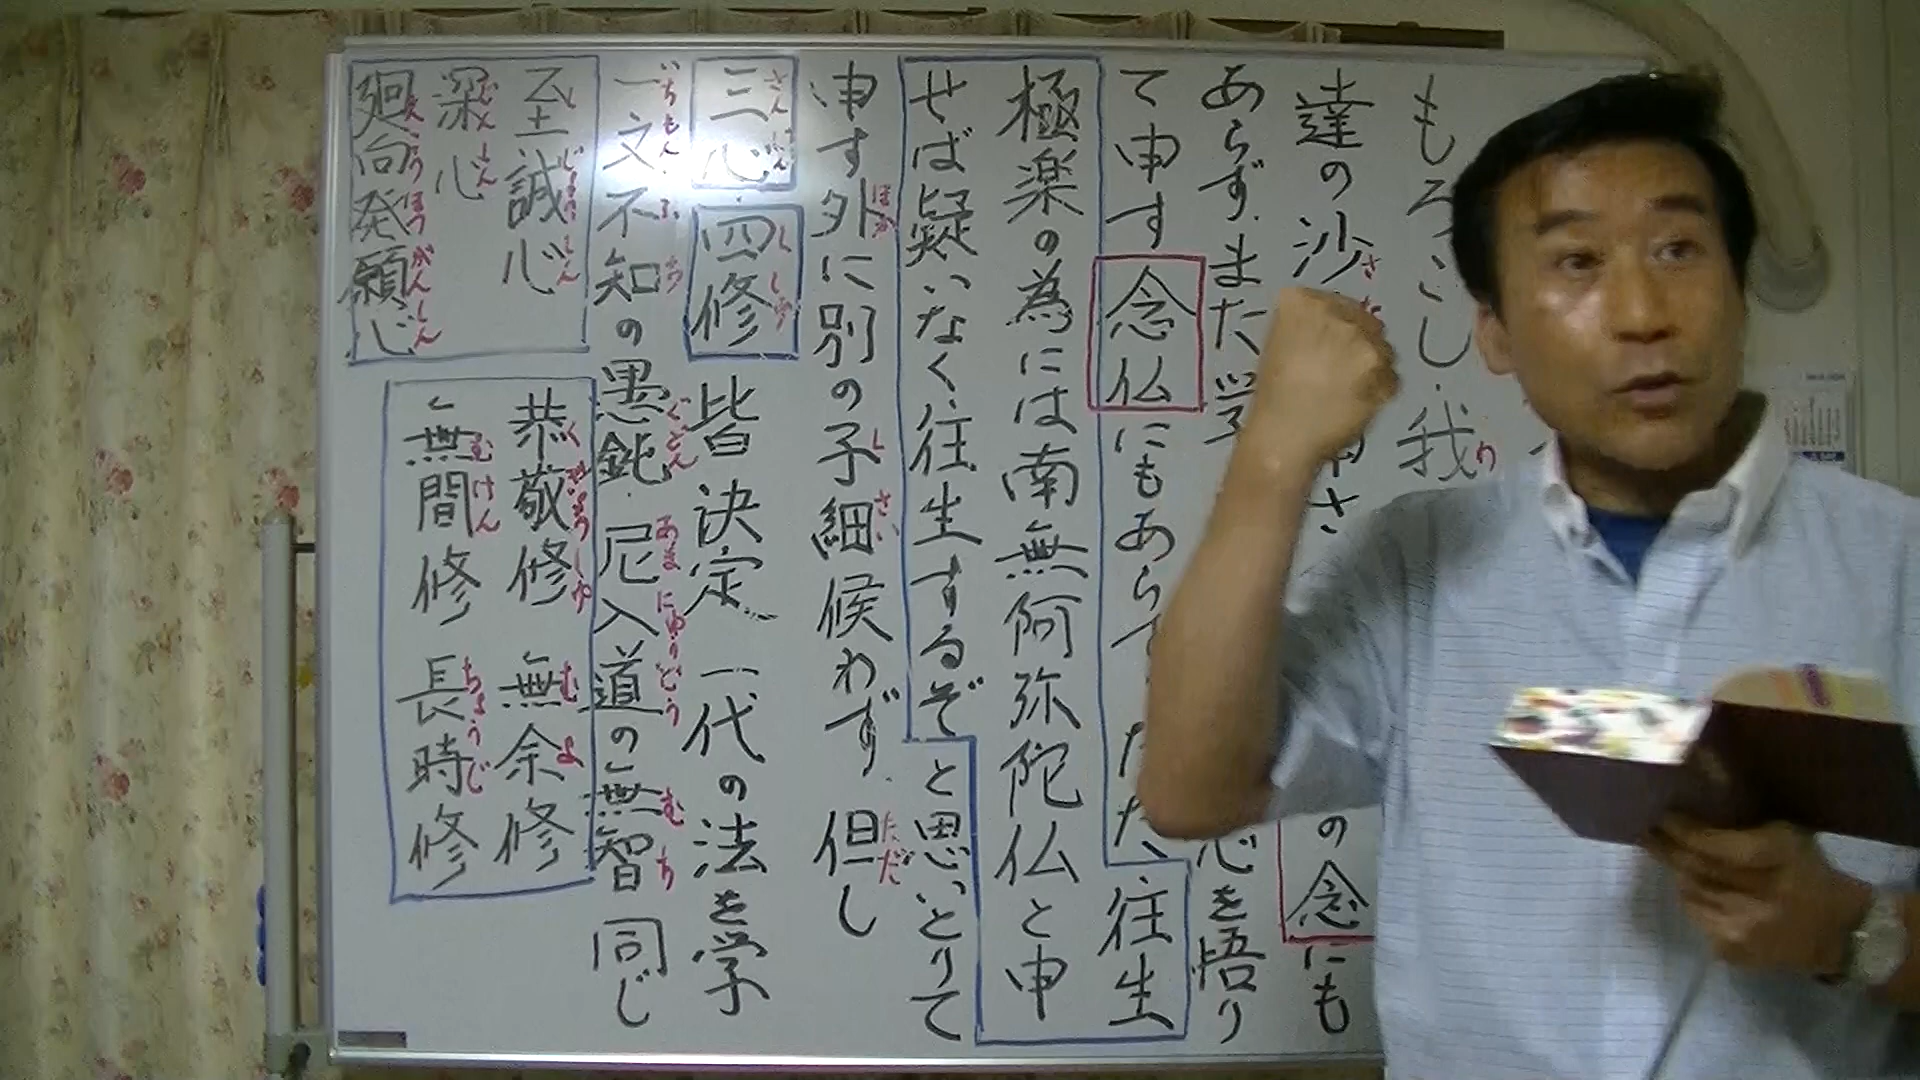 もろこし・我
達の沙
の念にも
あらず、また学
心を悟り
て申す念仏にもあら
往生
極楽の為には南無阿弥陀仏と申
せば疑いなく往生するぞと思いとりて
申す外に別の子細候わず、但し
三心四修皆決定
一代の法を学
一文不知の愚鈍・尼入道の無智同じ
至誠心
深心
廻向発願心
恭敬修 無余修
無間修 長時修